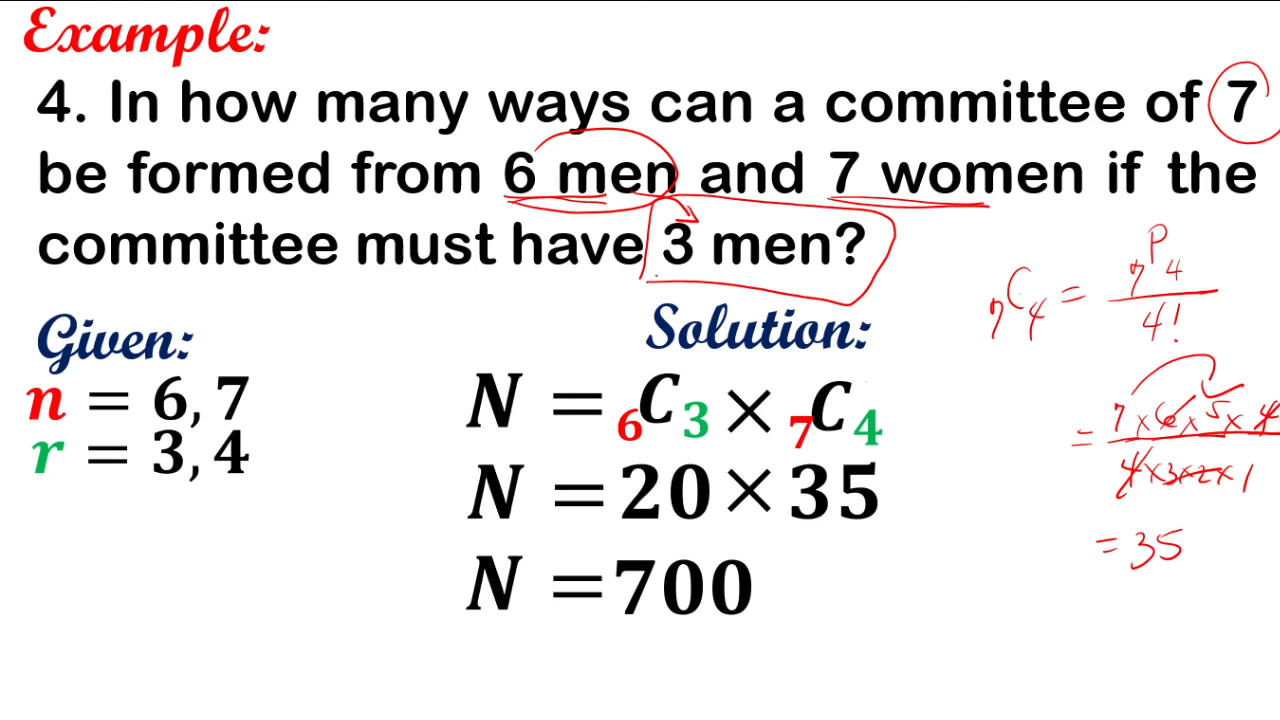 Example:
4. In how many ways can a committee of 7
be formed from 6 men and 7 women if the
committee must have 3 men?
Given:
n = 6, 7
r = 3, 4
Solution:
N = ₆C₃ × ₇C₄
N = 20 × 35
N = 700
₇C₄ = ₇P₄ / 4!
= 7 × 6 × 5 × 4 / 4 × 3 × 2 × 1
= 35